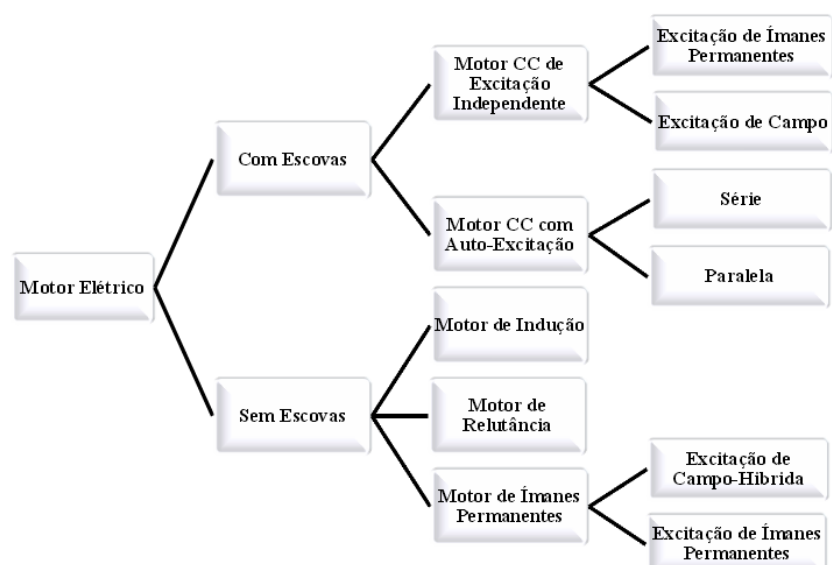 Motor Elétrico
Com Escovas
Sem Escovas
Motor CC de
Excitação
Independente
Motor CC com
Auto-Excitação
Motor de Indução
Motor de
Relutância
Motor de Ímanes
Permanentes
Excitação de Ímanes
Permanentes
Excitação de Campo
Série
Paralela
Excitação de
Campo-Hibrida
Excitação de Ímanes
Permanentes